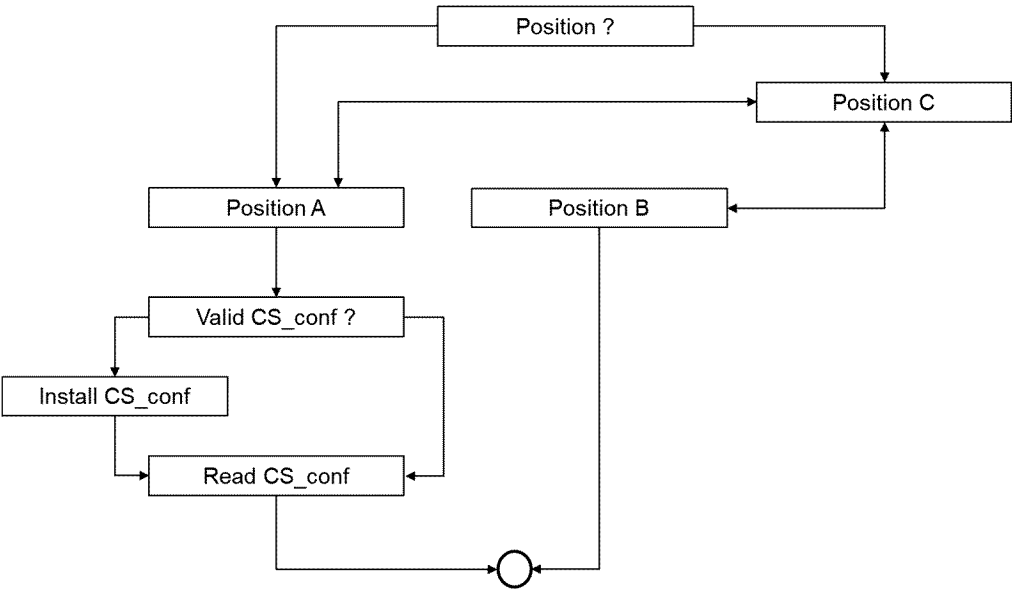 Position ?
Position C
Position A
Position B
Valid CS_conf ?
Install CS_conf
Read CS_conf